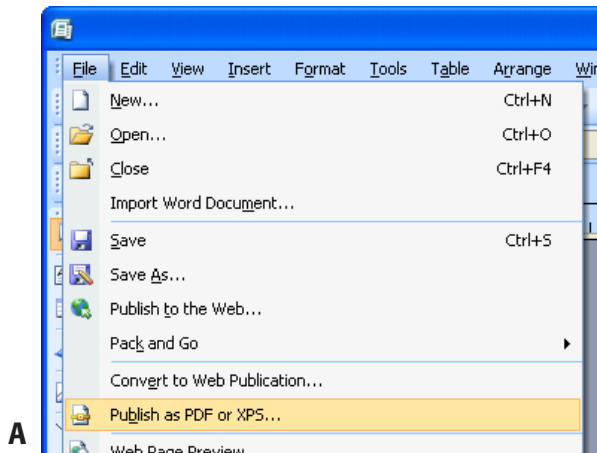 File Edit View Insert Format Tools Table Arrange
New... Ctrl+N
Open... Ctrl+O
Close Ctrl+F4
Import Word Document...
Save Ctrl+S
Save As...
Publish to the Web...
Pack and Go
Convert to Web Publication...
Publish as PDF or XPS...
A
Web Page Preview